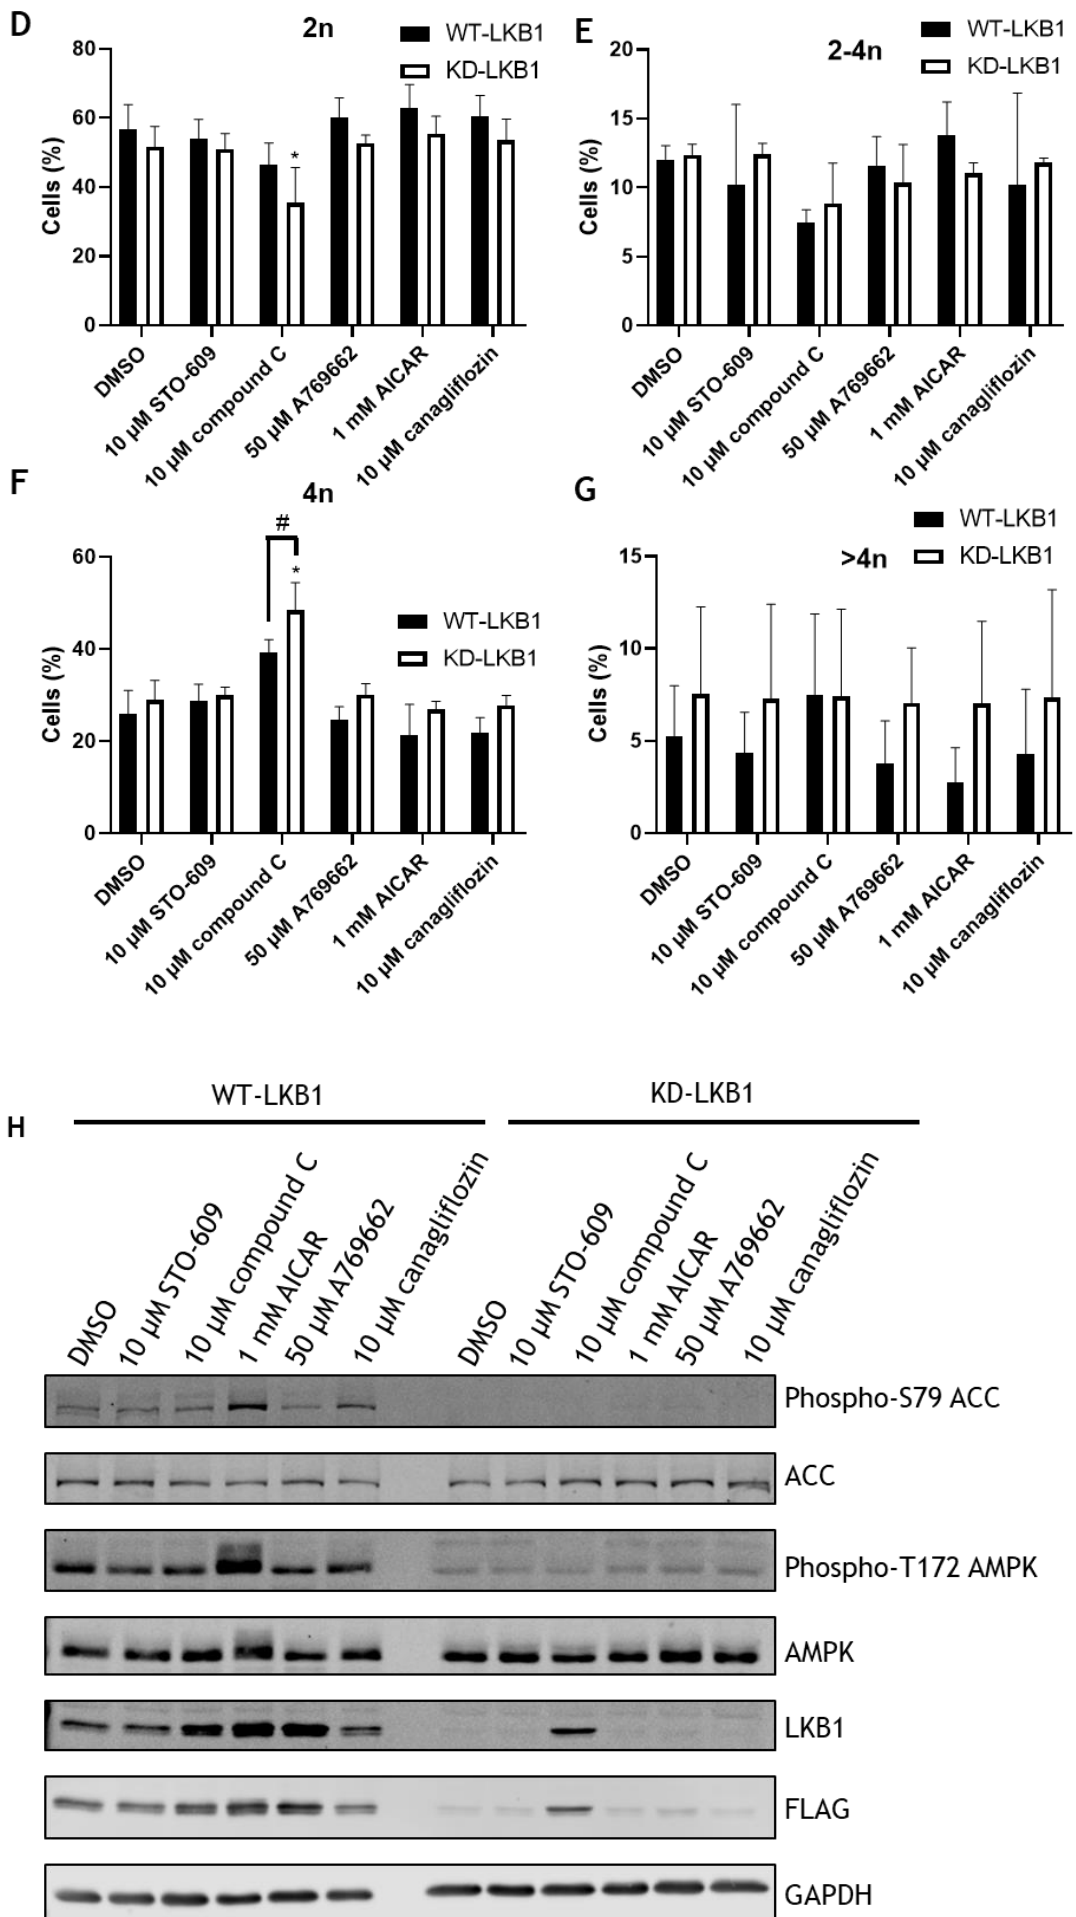 D
2n
WT-LKB1
KD-LKB1
80
60
40
20
0
Cells (%)
*
DMSO
10 µM STO-609
10 µM compound C
50 µM A769662
1 mM AICAR
10 µM canagliflozin
E
2-4n
WT-LKB1
KD-LKB1
20
15
10
5
0
Cells (%)
DMSO
10 µM STO-609
10 µM compound C
50 µM A769662
1 mM AICAR
10 µM canagliflozin
F
4n
#
*
WT-LKB1
KD-LKB1
60
40
20
0
Cells (%)
DMSO
10 µM STO-609
10 µM compound C
50 µM A769662
1 mM AICAR
10 µM canagliflozin
G
>4n
WT-LKB1
KD-LKB1
15
10
5
0
Cells (%)
DMSO
10 µM STO-609
10 µM compound C
50 µM A769662
1 mM AICAR
10 µM canagliflozin
H
WT-LKB1
KD-LKB1
DMSO
10 µM STO-609
10 µM compound C
1 mM AICAR
50 µM A769662
10 µM canagliflozin
DMSO
10 µM STO-609
10 µM compound C
1 mM AICAR
50 µM A769662
10 µM canagliflozin
Phospho-S79 ACC
ACC
Phospho-T172 AMPK
AMPK
LKB1
FLAG
GAPDH